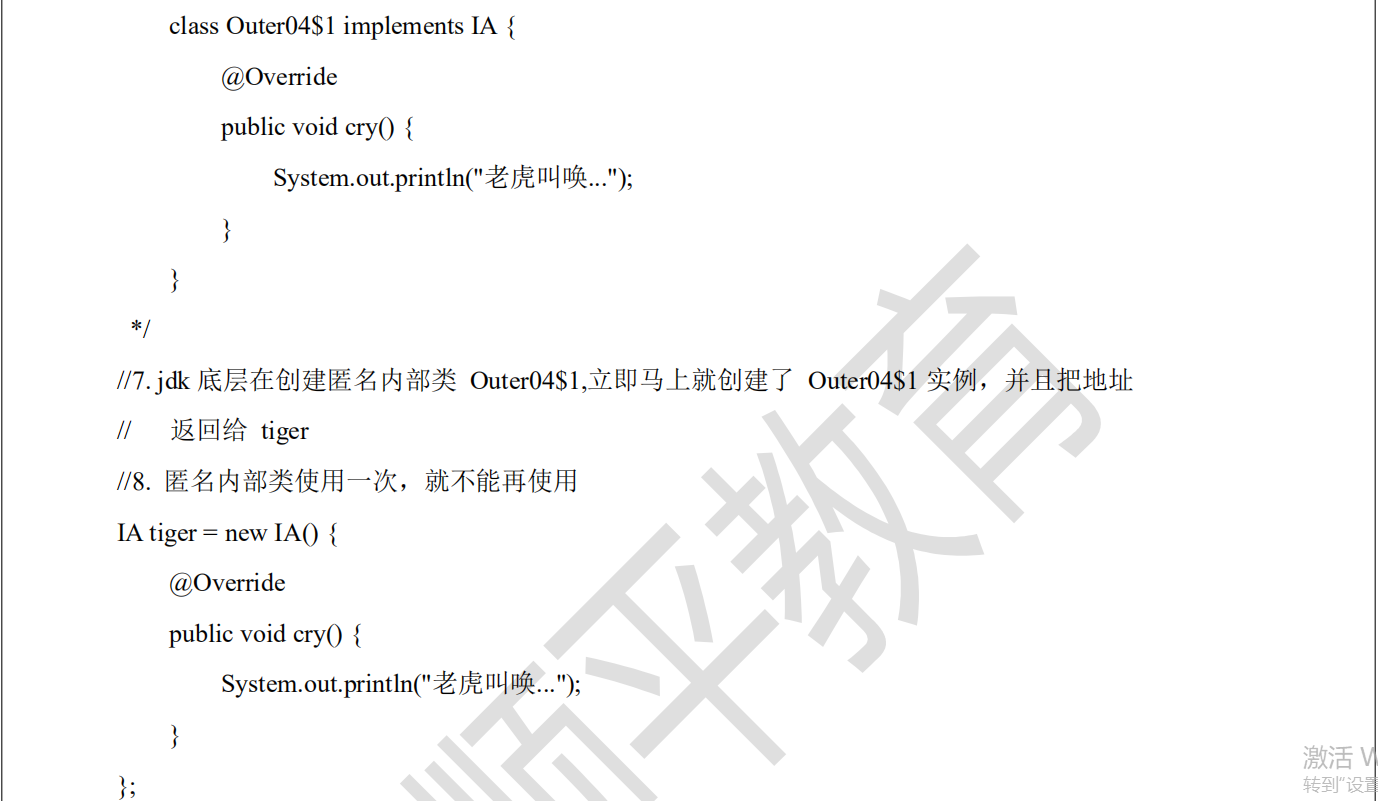 class Outer04$1 implements IA {
@Override
public void cry() {
System.out.println("老虎叫唤...");
}
}
*/
//7. jdk 底层在创建匿名内部类 Outer04$1,立即马上就创建了 Outer04$1 实例，并且把地址
// 返回给 tiger
//8. 匿名内部类使用一次，就不能再使用
IA tiger = new IA() {
@Override
public void cry() {
System.out.println("老虎叫唤...");
}
};
顺平教育
激活 W
转到"设置